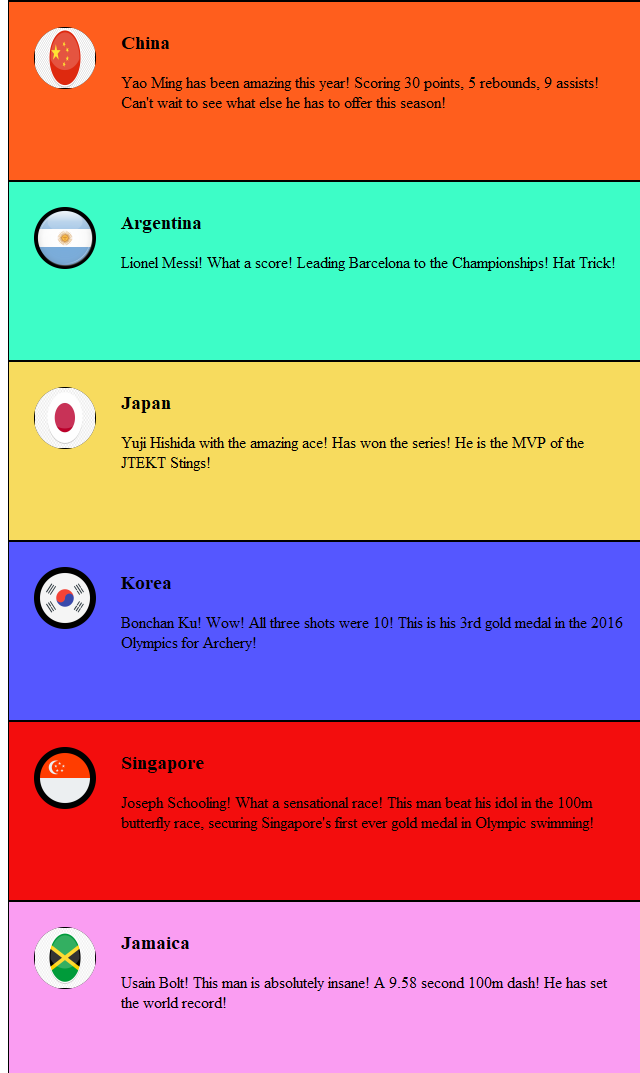 China
Yao Ming has been amazing this year! Scoring 30 points, 5 rebounds, 9 assists!
Can't wait to see what else he has to offer this season!
Argentina
Lionel Messi! What a score! Leading Barcelona to the Championships! Hat Trick!
Japan
Yuji Hishida with the amazing ace! Has won the series! He is the MVP of the
JTEKT Stings!
Korea
Bonchan Ku! Wow! All three shots were 10! This is his 3rd gold medal in the 2016
Olympics for Archery!
Singapore
Joseph Schooling! What a sensational race! This man beat his idol in the 100m
butterfly race, securing Singapore's first ever gold medal in Olympic swimming!
Jamaica
Usain Bolt! This man is absolutely insane! A 9.58 second 100m dash! He has set
the world record!